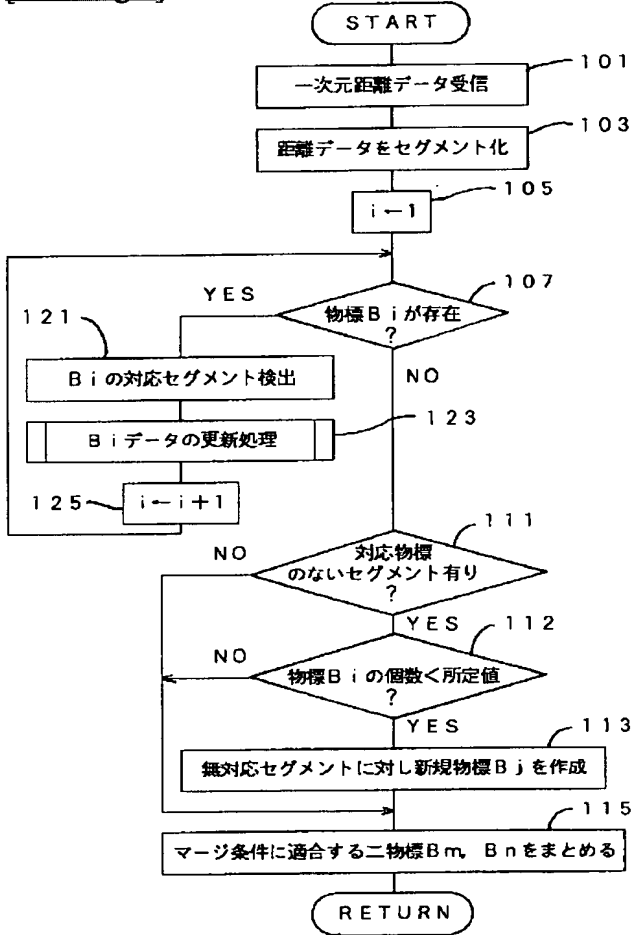 START
101
一次元距離データ受信
103
距離データをセグメント化
105
i←1
107
YES
物標Biが存在
?
121
NO
Biの対応セグメント検出
123
Biデータの更新処理
125
i←i+1
111
NO
対応物標
のないセグメント有り
?
YES
112
NO
物標Biの個数<所定値
?
YES
113
無対応セグメントに対し新規物標Bjを作成
115
マージ条件に適合する二物標Bm,Bnをまとめる
RETURN